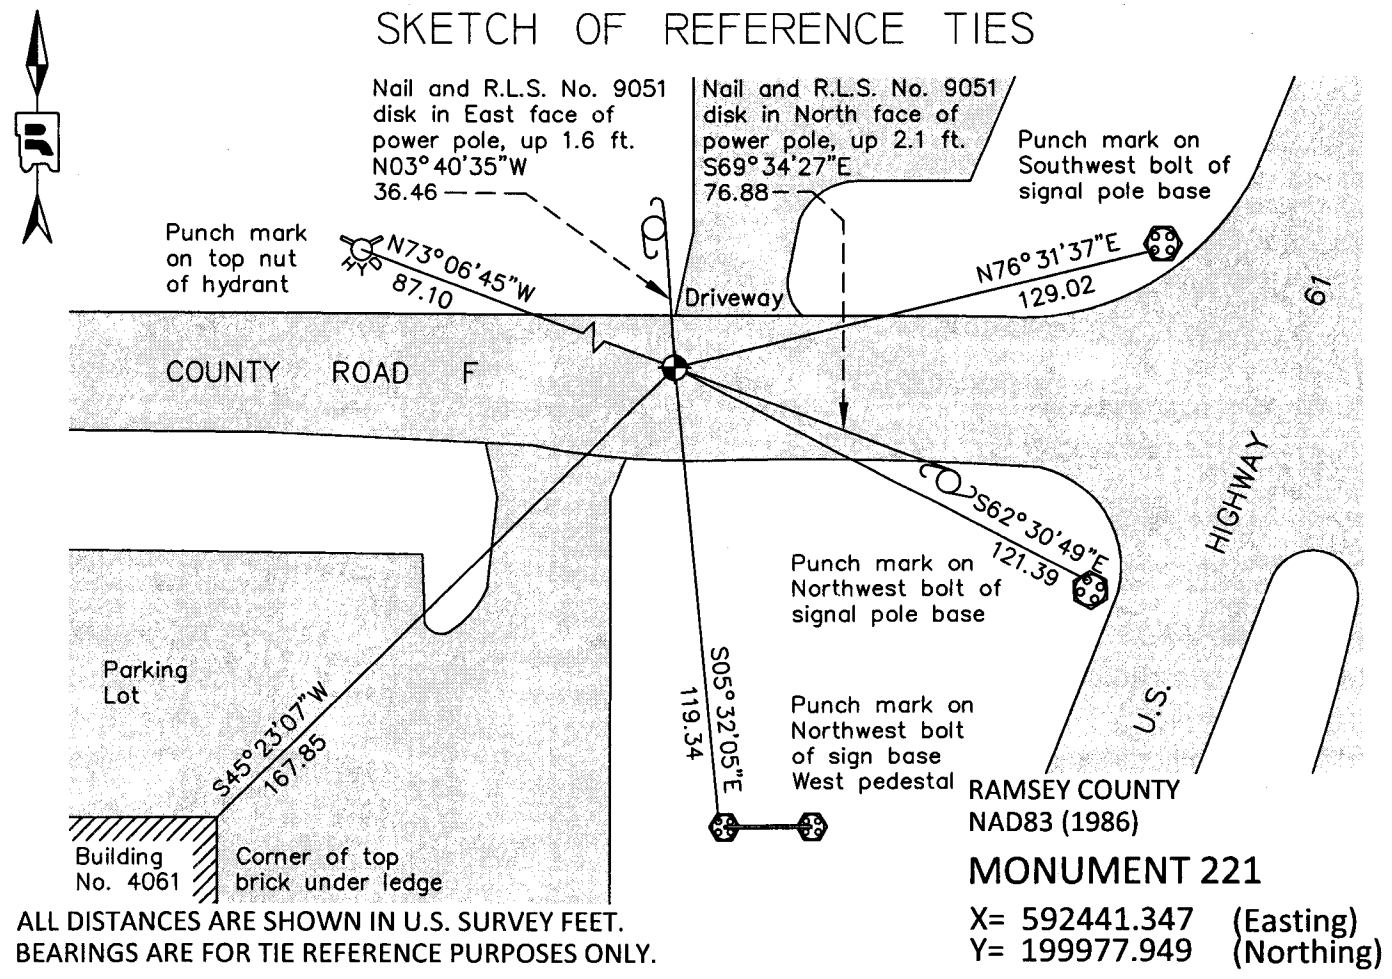 SKETCH OF REFERENCE TIES
Nail and R.L.S. No. 9051
disk in East face of
power pole, up 1.6 ft.
N03°40'35"W
36.46
Nail and R.L.S. No. 9051
disk in North face of
power pole, up 2.1 ft.
S69°34'27"E
76.88
Punch mark on
Southwest bolt of
signal pole base
Punch mark
on top nut
of hydrant
HYD
N73°06'45"W
87.10
N76°31'37"E
129.02
Driveway
61
COUNTY ROAD F
HIGHWAY
U.S.
S62°30'49"E
121.39
Punch mark on
Northwest bolt of
signal pole base
Parking
Lot
S45°23'07"W
167.85
S05°32'05"E
119.34
Punch mark on
Northwest bolt
of sign base
West pedestal
Building
No. 4061
Corner of top
brick under ledge
RAMSEY COUNTY
NAD83 (1986)
MONUMENT 221
X= 592441.347 (Easting)
Y= 199977.949 (Northing)
ALL DISTANCES ARE SHOWN IN U.S. SURVEY FEET.
BEARINGS ARE FOR TIE REFERENCE PURPOSES ONLY.